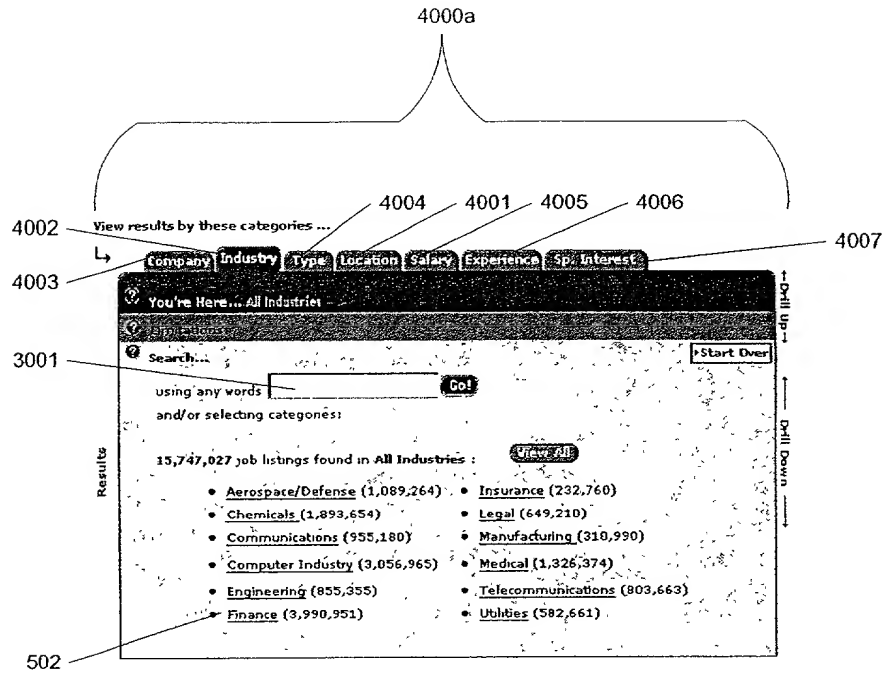 4000a
4004 4001 4005 4006
4002 View results by these categories ...
4007
Company Industry Type Location Salary Experience Sp. Interest
4003
You're Here... All Industries
Drill Up
Search...
Start Over
3001
using any words Go!
and/or selecting categories:
15,747,027 job listings found in All Industries : View All
Results
Drill Down
• Aerospace/Defense (1,089,264) • Insurance (232,760)
• Chemicals (1,893,654) • Legal (649,210)
• Communications (955,180) • Manufacturing (310,990)
• Computer Industry (3,056,965) • Medical (1,326,374)
• Engineering (855,355) • Telecommunications (803,663)
• Finance (3,990,951) • Utilities (582,661)
502